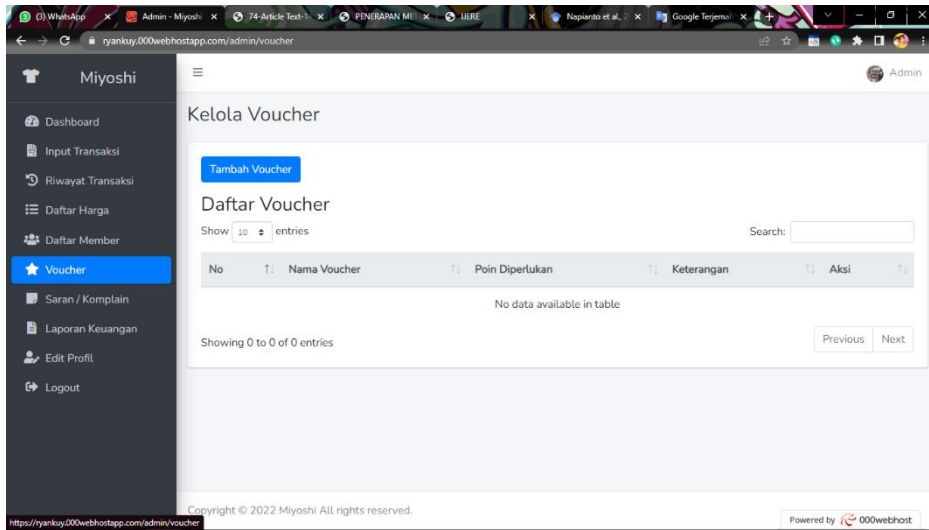 (3) WhatsApp
Admin - Miyoshi
74-Article Text-1-
PENERAPAN MET
IJERE
Napianto et al, 2
Google Terjemal
ryankuy.000webhostapp.com/admin/voucher
Miyoshi
Admin
Dashboard
Input Transaksi
Riwayat Transaksi
Daftar Harga
Daftar Member
Voucher
Saran / Komplain
Laporan Keuangan
Edit Profil
Logout
Kelola Voucher
Tambah Voucher
Daftar Voucher
Show 10 entries
Search:
No Nama Voucher Poin Diperlukan Keterangan Aksi
No data available in table
Showing 0 to 0 of 0 entries
Previous Next
Copyright © 2022 Miyoshi All rights reserved.
https://ryankuy.000webhostapp.com/admin/voucher
Powered by 000webhost